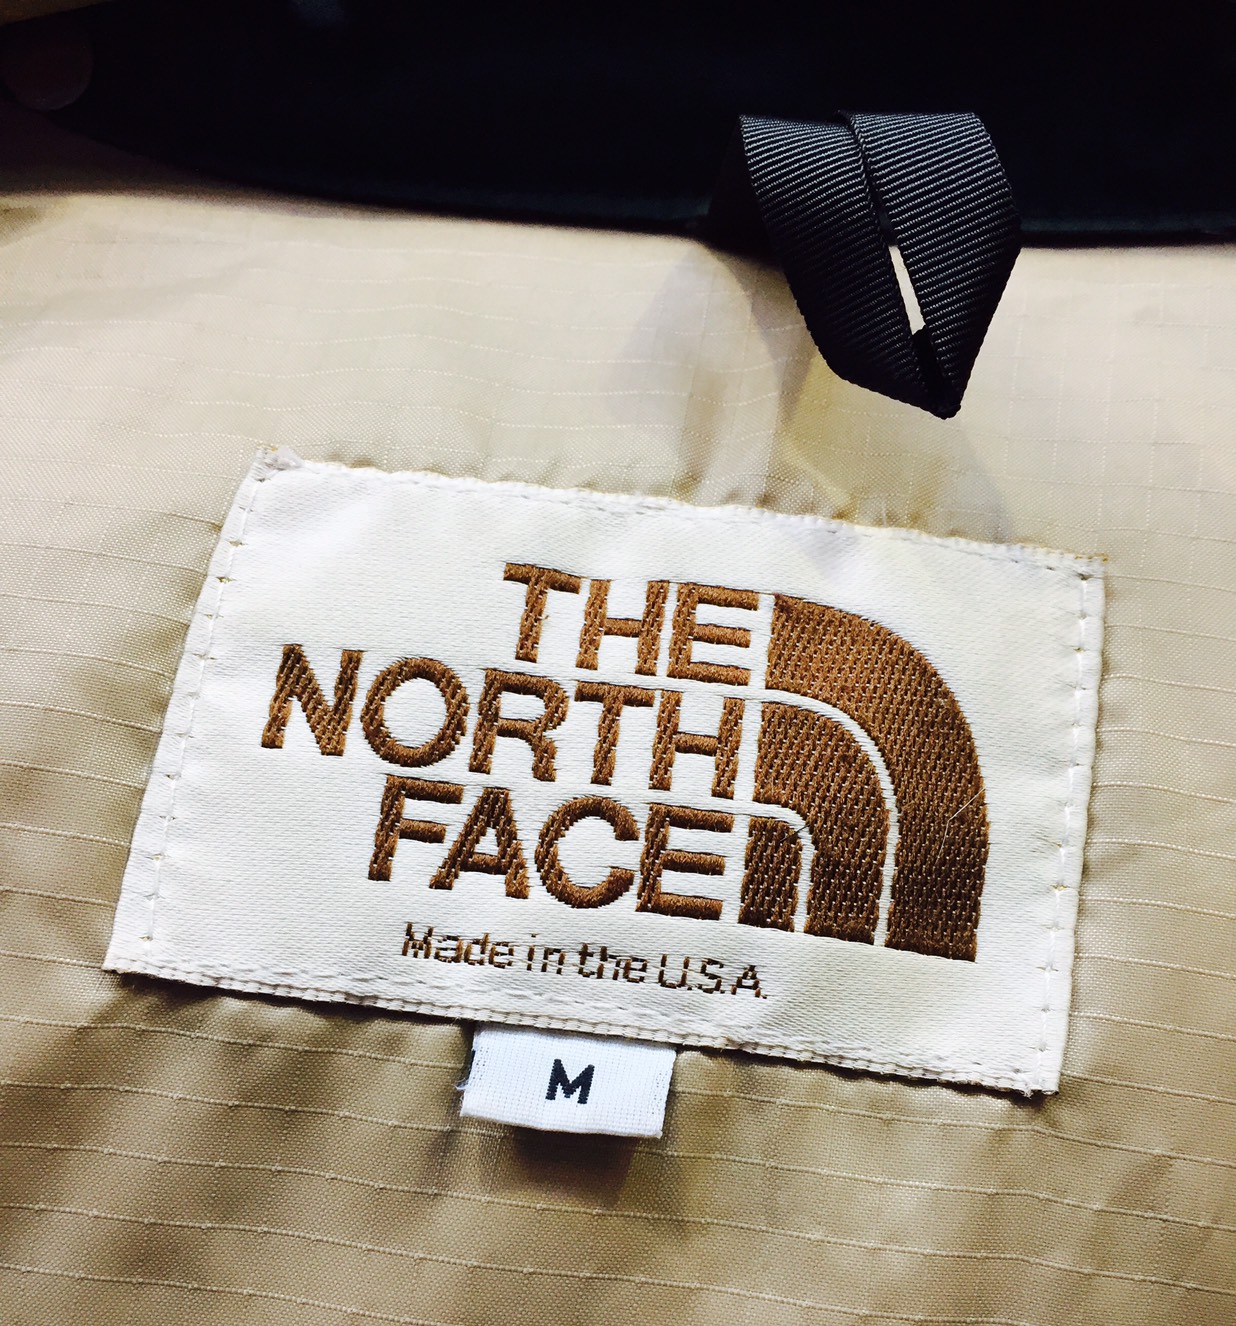 THE
NORTH
FACE
Made in the U.S.A.
M